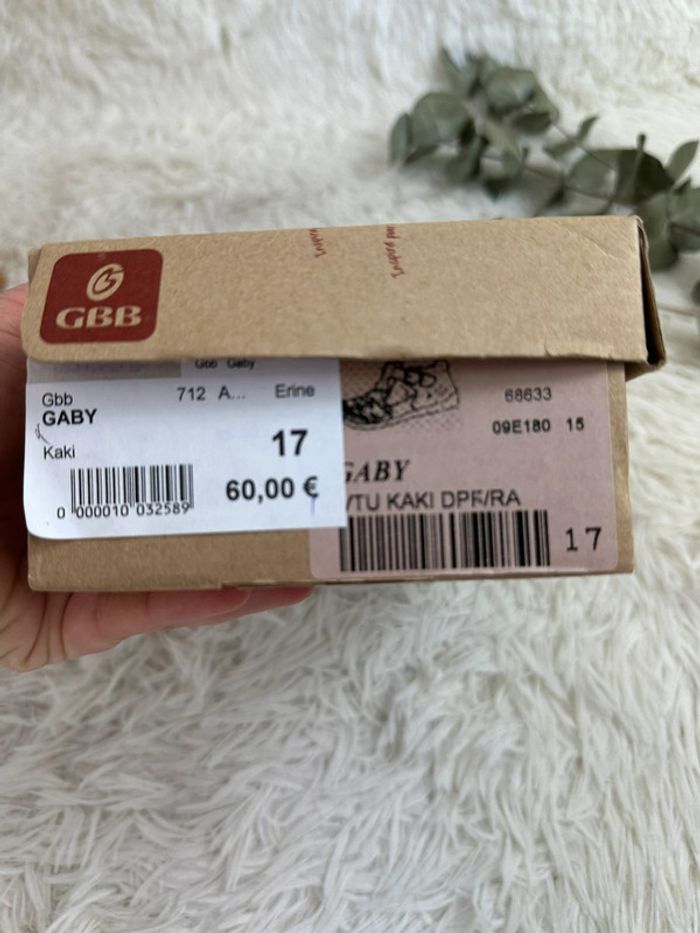 GBB
Gbb Gaby
Gbb 712 A... Erine
GABY
Kaki 17
60,00 €
0 000010 032589
68633
09E180 15
GABY
/TU KAKI DPF/RA
17